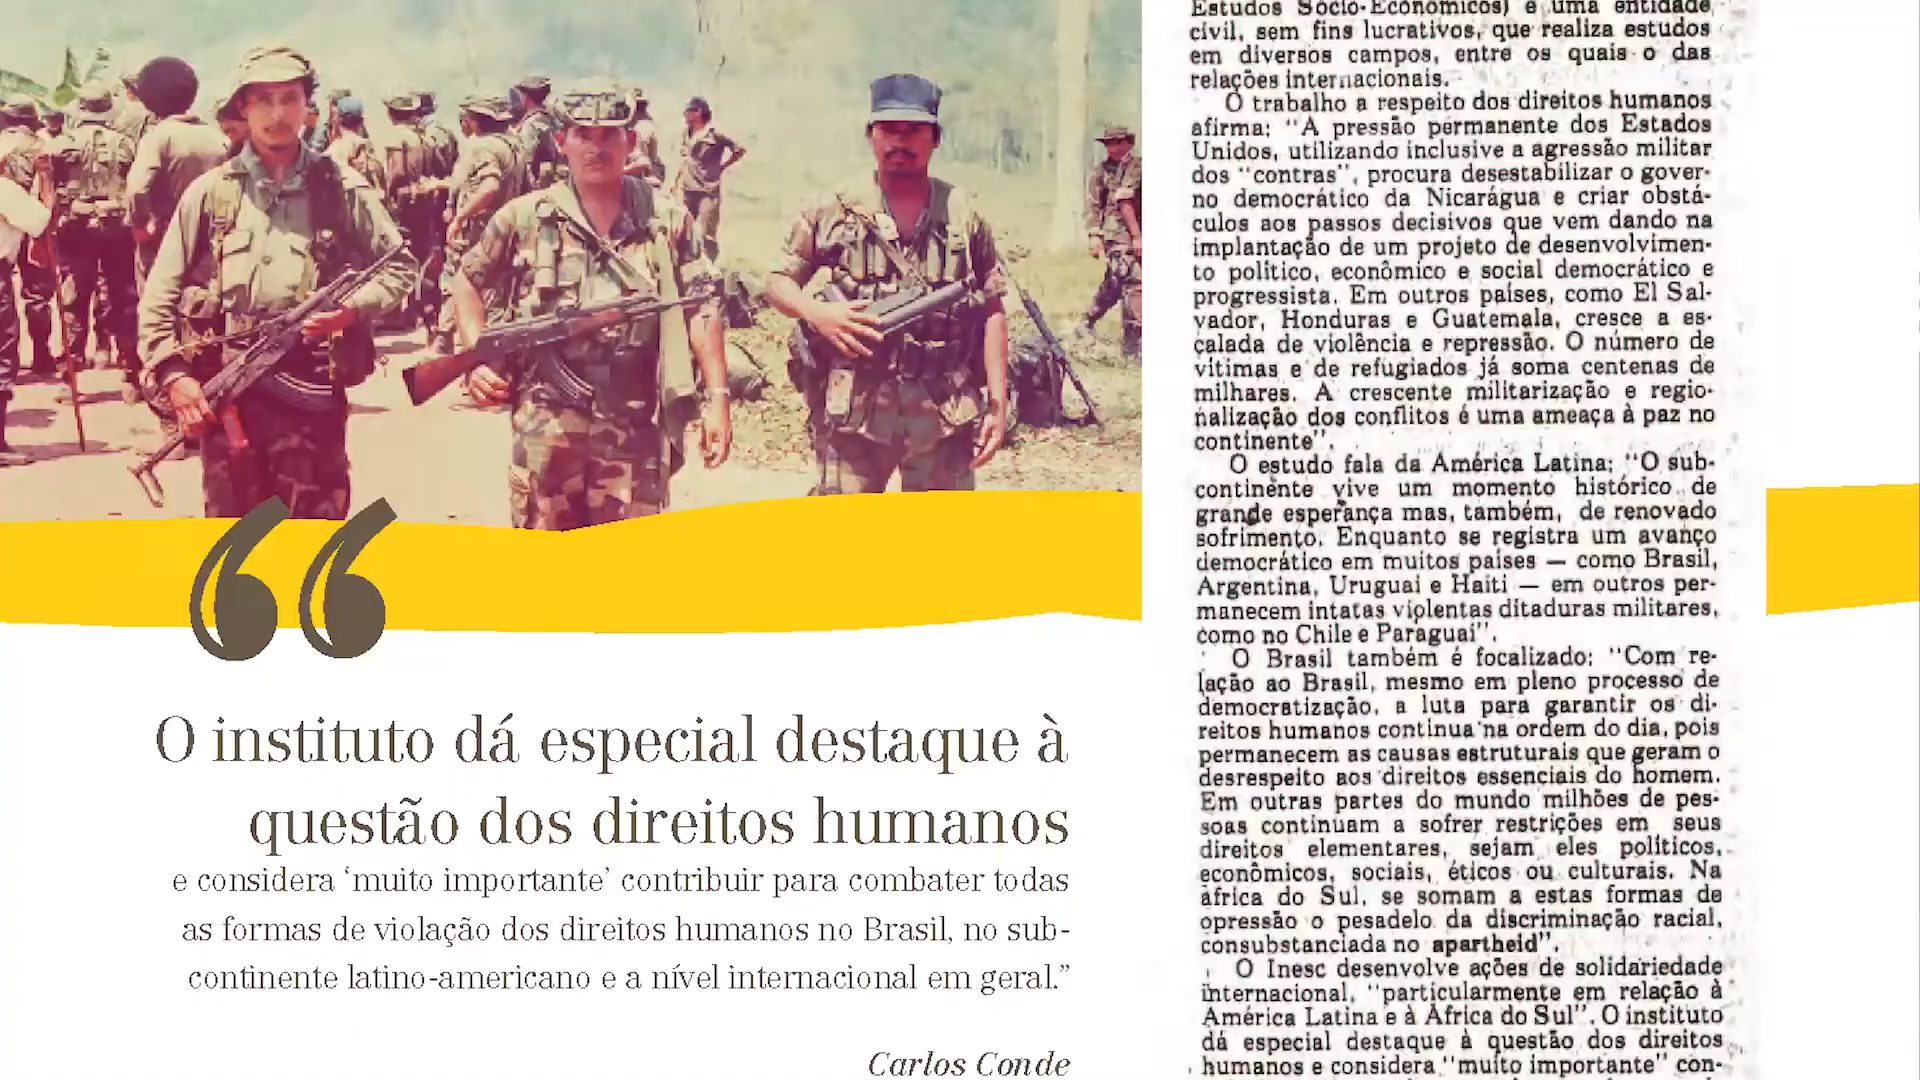 “
O instituto dá especial destaque à
questão dos direitos humanos
e considera ‘muito importante’ contribuir para combater todas
as formas de violação dos direitos humanos no Brasil, no sub-
continente latino-americano e a nível internacional em geral.”
Carlos Conde
Estudos Sócio-Econômicos) é uma entidade
civil, sem fins lucrativos, que realiza estudos
em diversos campos, entre os quais o das
relações internacionais.
O trabalho a respeito dos direitos humanos
afirma: “A pressão permanente dos Estados
Unidos, utilizando inclusive a agressão militar
dos “contras”, procura desestabilizar o gover-
no democrático da Nicarágua e criar obstá-
culos aos passos decisivos que vem dando na
implantação de um projeto de desenvolvimen-
to político, econômico e social democrático e
progressista. Em outros países, como El Sal-
vador, Honduras e Guatemala, cresce a es-
calada de violência e repressão. O número de
vítimas e de refugiados já soma centenas de
milhares. A crescente militarização e regio-
nalização dos conflitos é uma ameaça à paz no
continente”.
O estudo fala da América Latina: “O sub-
continente vive um momento histórico de
grande esperança mas, também, de renovado
sofrimento. Enquanto se registra um avanço
democrático em muitos países — como Brasil,
Argentina, Uruguai e Haiti — em outros per-
manecem intatas violentas ditaduras militares,
como no Chile e Paraguai”.
O Brasil também é focalizado: “Com re-
lação ao Brasil, mesmo em pleno processo de
democratização, a luta para garantir os di-
reitos humanos continua na ordem do dia, pois
permanecem as causas estruturais que geram o
desrespeito aos direitos essenciais do homem.
Em outras partes do mundo milhões de pes-
soas continuam a sofrer restrições em seus
direitos elementares, sejam eles políticos,
econômicos, sociais, éticos ou culturais. Na
áfrica do Sul, se somam a estas formas de
opressão o pesadelo da discriminação racial,
consubstanciada no apartheid”.
O Inesc desenvolve ações de solidariedade
internacional, “particularmente em relação à
América Latina e à África do Sul”. O instituto
dá especial destaque à questão dos direitos
humanos e considera “muito importante” con-